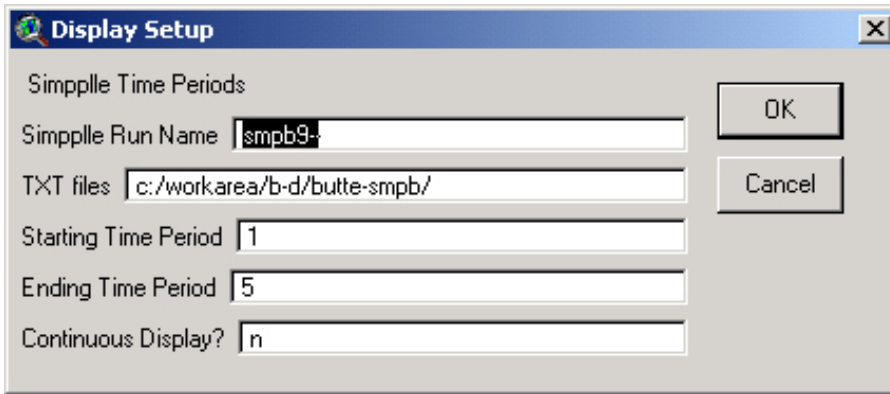 Display Setup
Simpplle Time Periods
Simpplle Run Name smpb9-
TXT files c:/workarea/b-d/butte-smpb/
Starting Time Period 1
Ending Time Period 5
Continuous Display? n
OK
Cancel